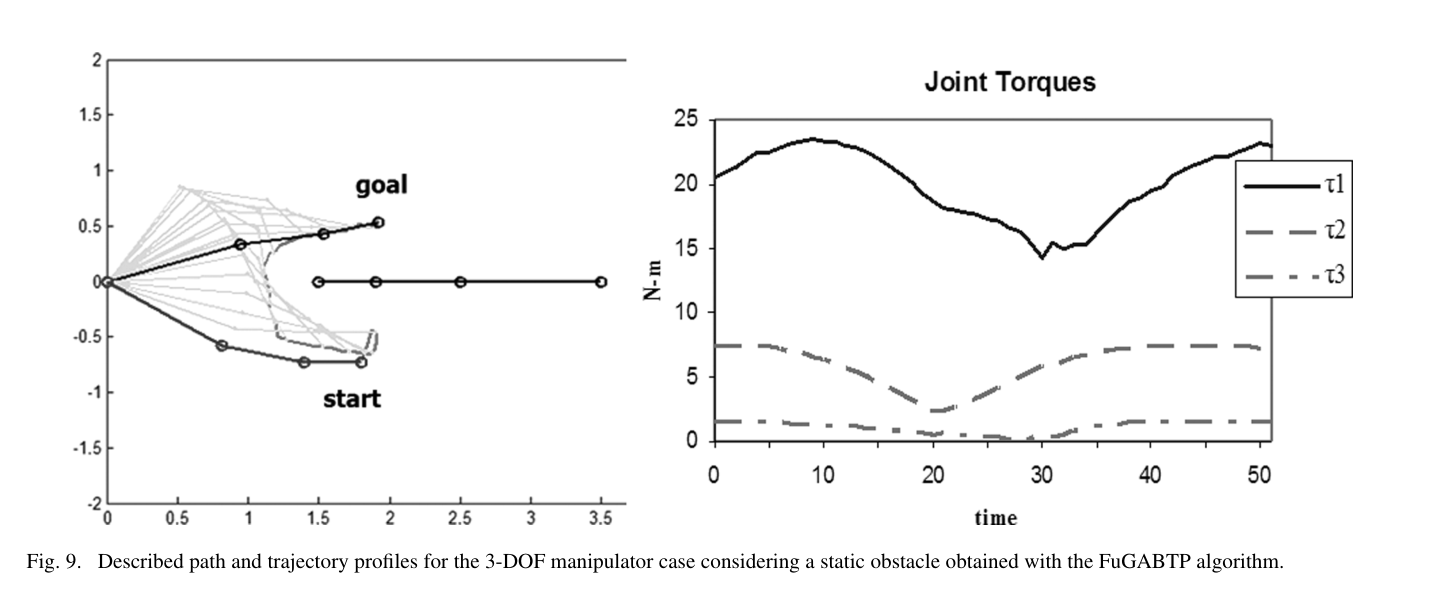 2
1.5
1
0.5
0
-0.5
-1
-1.5
-2
0 0.5 1 1.5 2 2.5 3 3.5
goal
start
Joint Torques
25
20
15
10
5
0
N-m
0 10 20 30 40 50
time
τ1
τ2
τ3
Fig. 9. Described path and trajectory profiles for the 3-DOF manipulator case considering a static obstacle obtained with the FuGABTP algorithm.